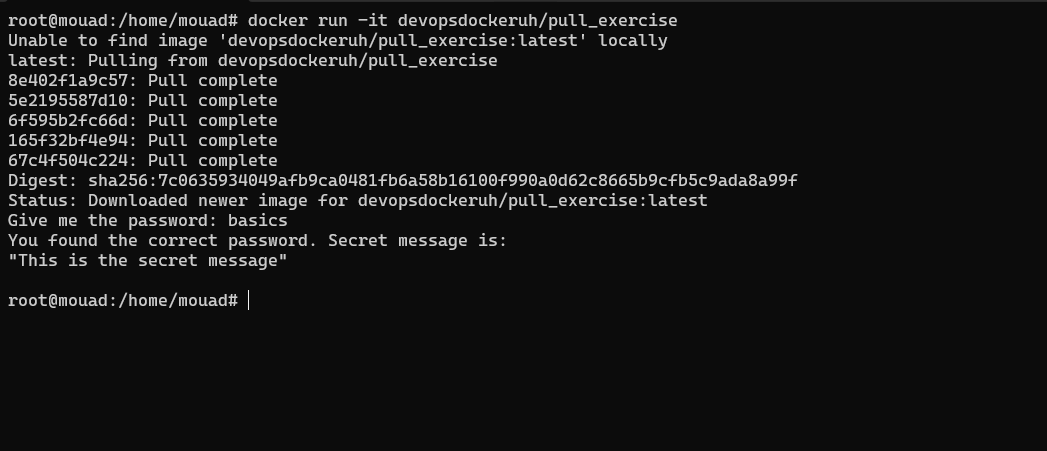 root@mouad:/home/mouad# docker run -it devopsdockeruh/pull_exercise
Unable to find image 'devopsdockeruh/pull_exercise:latest' locally
latest: Pulling from devopsdockeruh/pull_exercise
8e402f1a9c57: Pull complete
5e2195587d10: Pull complete
6f595b2fc66d: Pull complete
165f32bf4e94: Pull complete
67c4f504c224: Pull complete
Digest: sha256:7c0635934049afb9ca0481fb6a58b16100f990a0d62c8665b9cfb5c9ada8a99f
Status: Downloaded newer image for devopsdockeruh/pull_exercise:latest
Give me the password: basics
You found the correct password. Secret message is:
"This is the secret message"
root@mouad:/home/mouad#